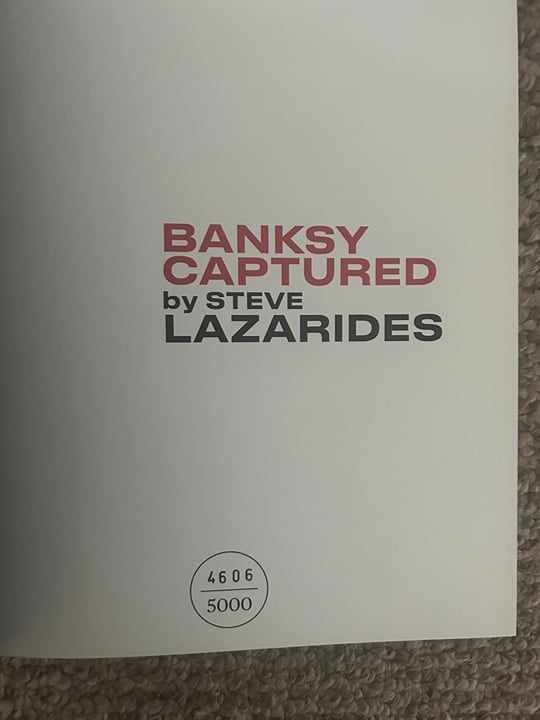 BANKSY
CAPTURED
by STEVE
LAZARIDES
4606
5000